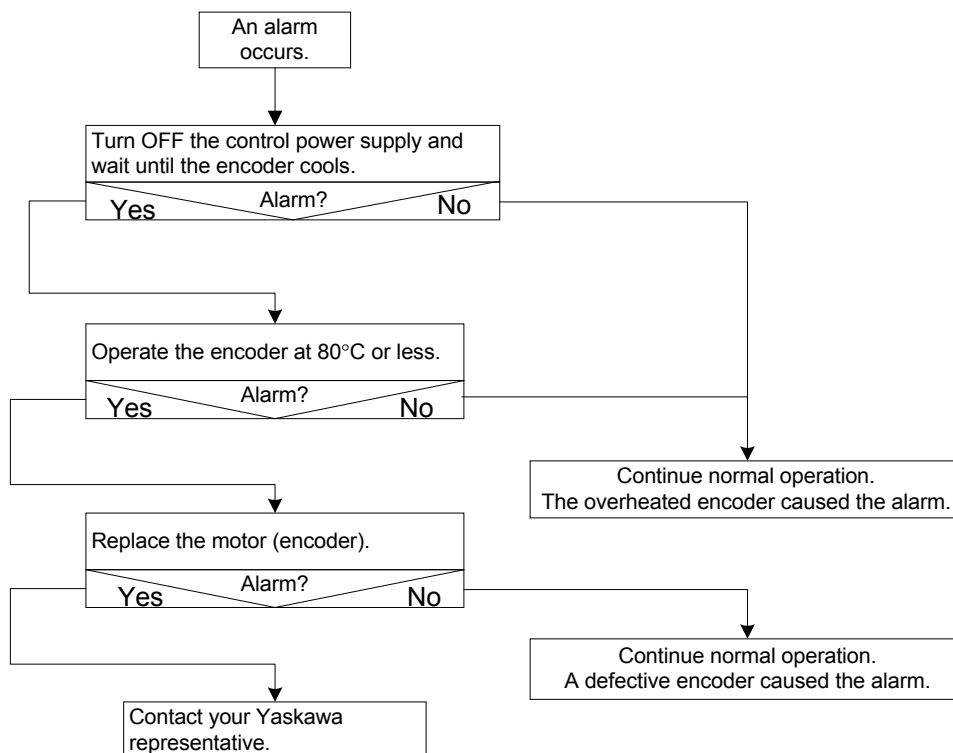 An alarm
occurs.
Turn OFF the control power supply and
wait until the encoder cools.
Alarm?
Yes
No
Operate the encoder at 80°C or less.
Alarm?
Yes
No
Continue normal operation.
The overheated encoder caused the alarm.
Replace the motor (encoder).
Alarm?
Yes
No
Continue normal operation.
A defective encoder caused the alarm.
Contact your Yaskawa
representative.